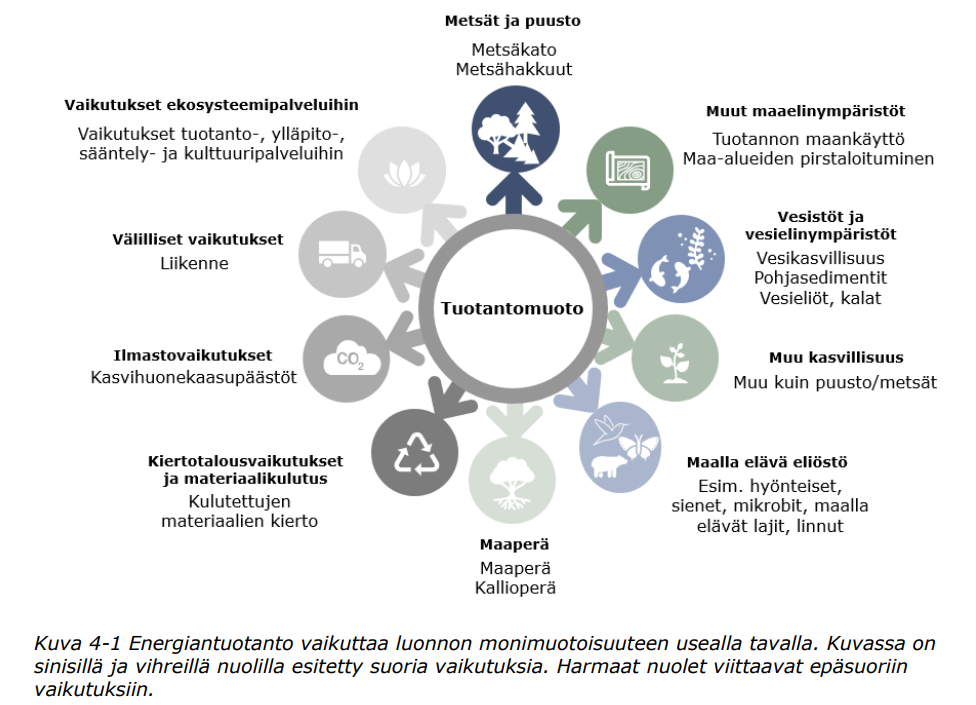 Metsät ja puusto
Metsäkato
Metsähakkuut
Muut maaelinympäristöt
Tuotannon maankäyttö
Maa-alueiden pirstaloituminen
Vesistöt ja
vesielinympäristöt
Vesikasvillisuus
Pohjasedimentit
Vesieliöt, kalat
Muu kasvillisuus
Muu kuin puusto/metsät
Maalla elävä eliöstö
Esim. hyönteiset,
sienet, mikrobit, maalla
elävät lajit, linnut
Maaperä
Maaperä
Kallioperä
Kiertotalousvaikutukset
ja materiaalikulutus
Kulutettujen
materiaalien kierto
Ilmastovaikutukset
Kasvihuonekaasupäästöt
CO2
Välilliset vaikutukset
Liikenne
Vaikutukset ekosysteemipalveluihin
Vaikutukset tuotanto-, ylläpito-,
sääntely- ja kulttuuripalveluihin
Tuotantomuoto
Kuva 4-1 Energiantuotanto vaikuttaa luonnon monimuotoisuuteen usealla tavalla. Kuvassa on
sinisillä ja vihreillä nuolilla esitetty suoria vaikutuksia. Harmaat nuolet viittaavat epäsuoriin
vaikutuksiin.